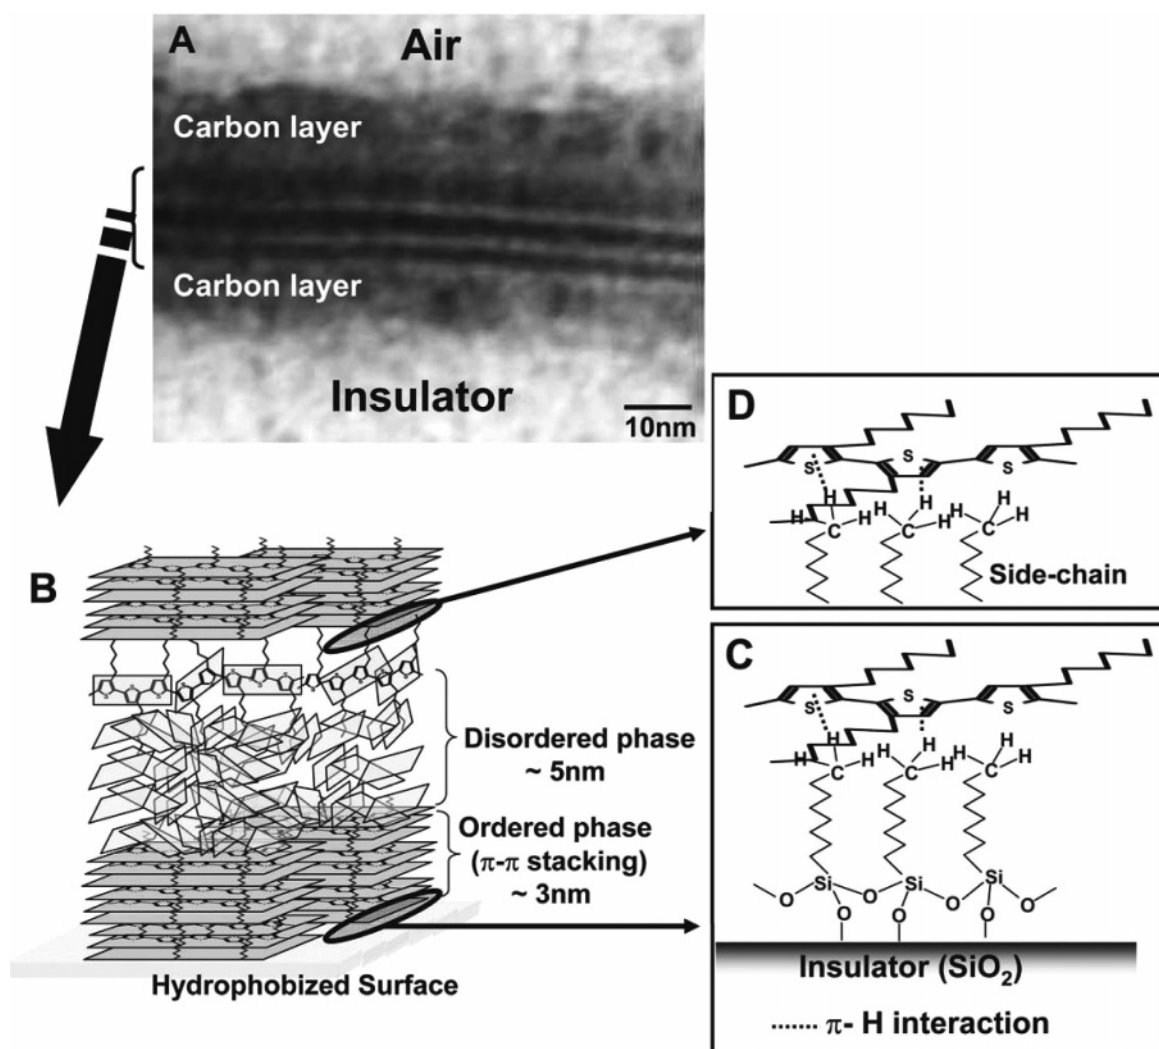 A
Air
Carbon layer
Carbon layer
Insulator
10nm
B
Disordered phase
~ 5nm
Ordered phase
(π-π stacking)
~ 3nm
Hydrophobized Surface
D
S
S
S
H
H
H
H
H
H
H
H
H
C
C
C
Side-chain
C
S
S
S
H
H
H
H
H
H
H
H
H
C
C
C
Si
Si
Si
O
O
O
O
O
O
O
Insulator (SiO₂)
π- H interaction